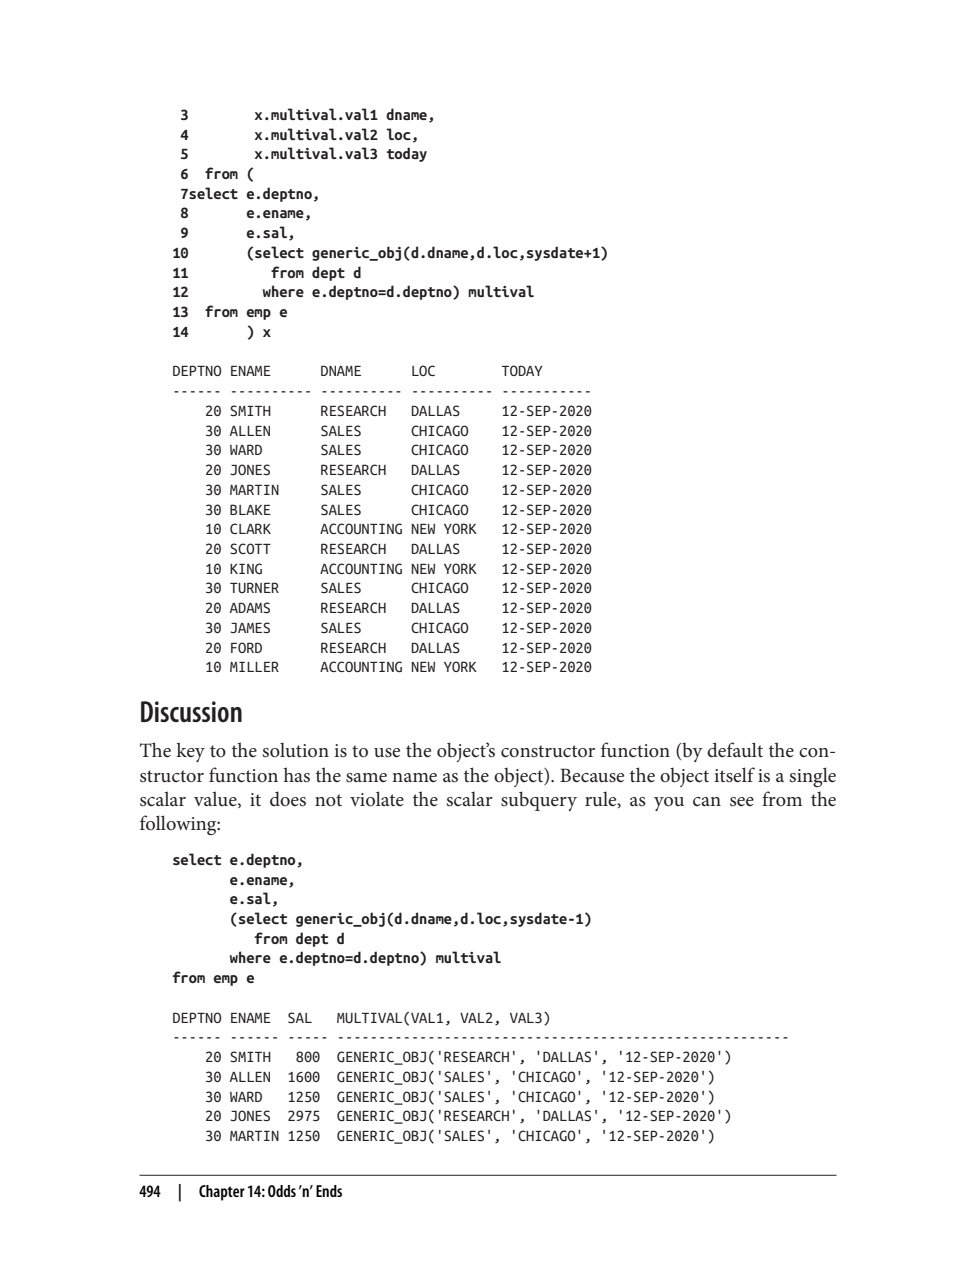 3        x.multival.val1 dname,
4        x.multival.val2 loc,
5        x.multival.val3 today
6  from (
7select e.deptno,
8       e.ename,
9       e.sal,
10       (select generic_obj(d.dname,d.loc,sysdate+1)
11          from dept d
12         where e.deptno=d.deptno) multival
13  from emp e
14       ) x
DEPTNO ENAME      DNAME      LOC        TODAY
------ ---------- ---------- ---------- -----------
    20 SMITH      RESEARCH   DALLAS     12-SEP-2020
    30 ALLEN      SALES      CHICAGO    12-SEP-2020
    30 WARD       SALES      CHICAGO    12-SEP-2020
    20 JONES      RESEARCH   DALLAS     12-SEP-2020
    30 MARTIN     SALES      CHICAGO    12-SEP-2020
    30 BLAKE      SALES      CHICAGO    12-SEP-2020
    10 CLARK      ACCOUNTING NEW YORK   12-SEP-2020
    20 SCOTT      RESEARCH   DALLAS     12-SEP-2020
    10 KING       ACCOUNTING NEW YORK   12-SEP-2020
    30 TURNER     SALES      CHICAGO    12-SEP-2020
    20 ADAMS      RESEARCH   DALLAS     12-SEP-2020
    30 JAMES      SALES      CHICAGO    12-SEP-2020
    20 FORD       RESEARCH   DALLAS     12-SEP-2020
    10 MILLER     ACCOUNTING NEW YORK   12-SEP-2020
Discussion
The key to the solution is to use the object’s constructor function (by default the con-
structor function has the same name as the object). Because the object itself is a single
scalar value, it does not violate the scalar subquery rule, as you can see from the
following:
select e.deptno,
       e.ename,
       e.sal,
       (select generic_obj(d.dname,d.loc,sysdate-1)
          from dept d
       where e.deptno=d.deptno) multival
from emp e
DEPTNO ENAME  SAL   MULTIVAL(VAL1, VAL2, VAL3)
------ ------ ----- -------------------------------------------------------
    20 SMITH   800  GENERIC_OBJ('RESEARCH', 'DALLAS', '12-SEP-2020')
    30 ALLEN  1600  GENERIC_OBJ('SALES', 'CHICAGO', '12-SEP-2020')
    30 WARD   1250  GENERIC_OBJ('SALES', 'CHICAGO', '12-SEP-2020')
    20 JONES  2975  GENERIC_OBJ('RESEARCH', 'DALLAS', '12-SEP-2020')
    30 MARTIN 1250  GENERIC_OBJ('SALES', 'CHICAGO', '12-SEP-2020')
494 | Chapter 14: Odds ’n’ Ends